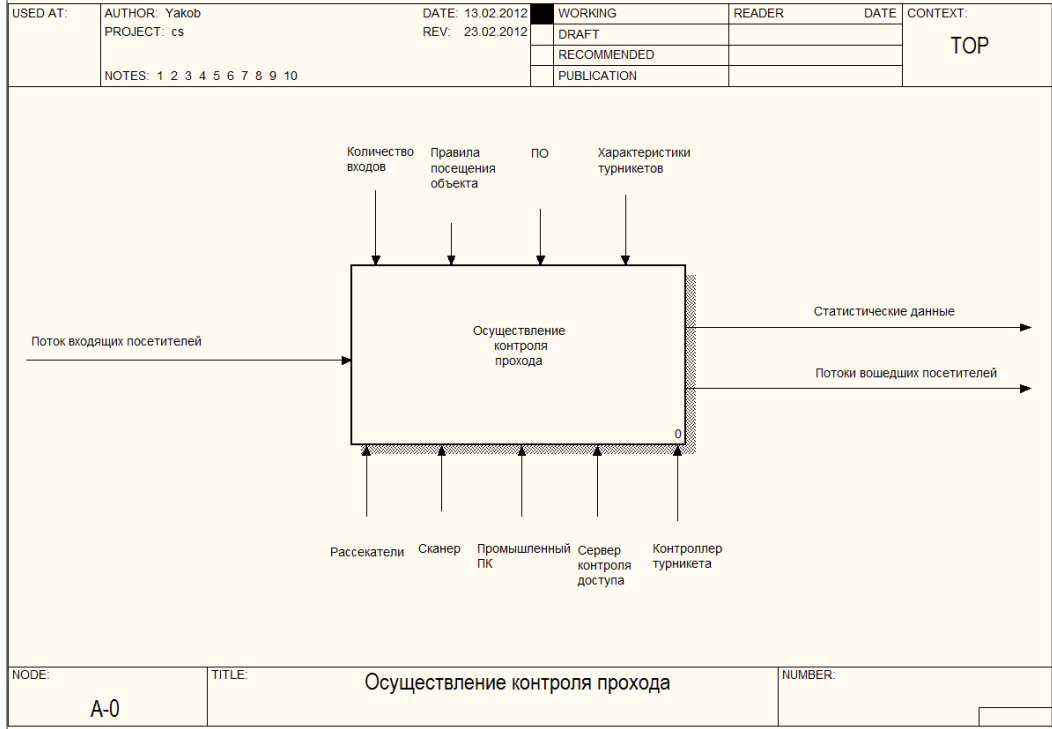 USED AT:
AUTHOR: Yakob
DATE: 13.02.2012
WORKING
READER
DATE
CONTEXT:
PROJECT: cs
REV: 23.02.2012
DRAFT
TOP
RECOMMENDED
NOTES: 1 2 3 4 5 6 7 8 9 10
PUBLICATION
Количество
входов
Правила
посещения
объекта
ПО
Характеристики
турникетов
Поток входящих посетителей
Осуществление
контроля
прохода
0
Статистические данные
Потоки вошедших посетителей
Рассекатели
Сканер
Промышленный
ПК
Сервер
контроля
доступа
Контроллер
турникета
NODE:
A-0
TITLE:
Осуществление контроля прохода
NUMBER: